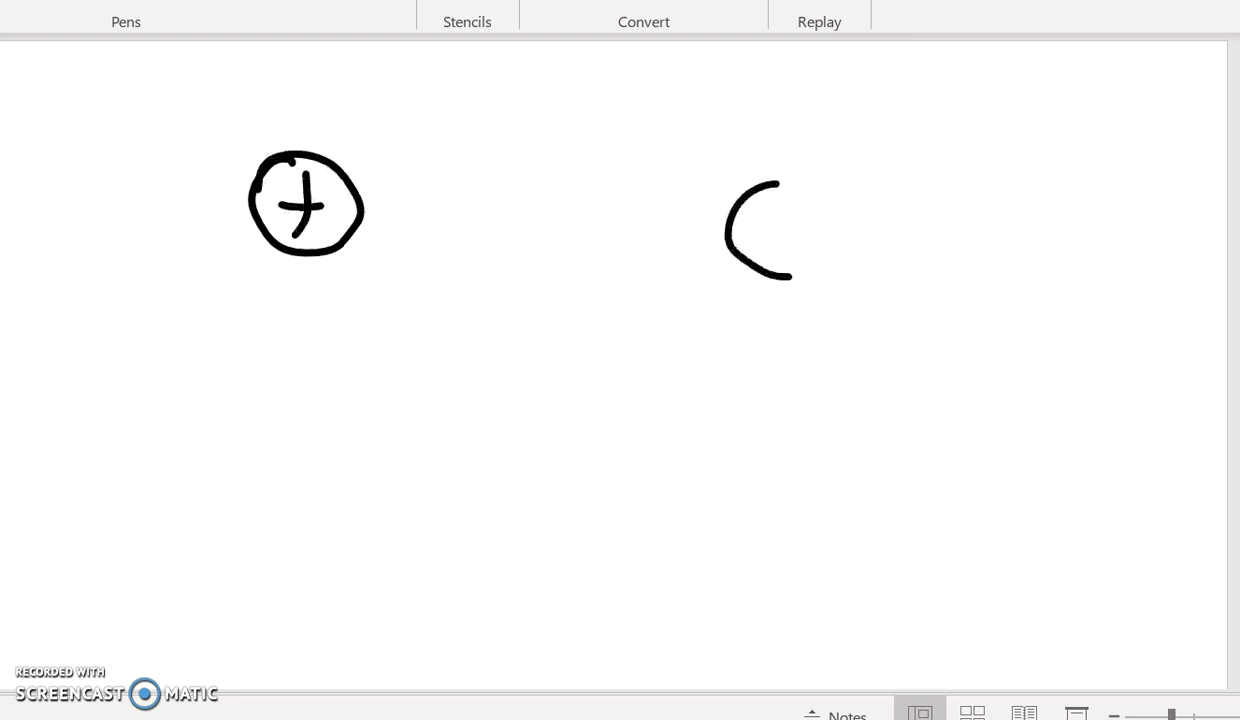 Pens Stencils Convert Replay
+
RECORDED WITH
SCREENCAST MATIC
Notes